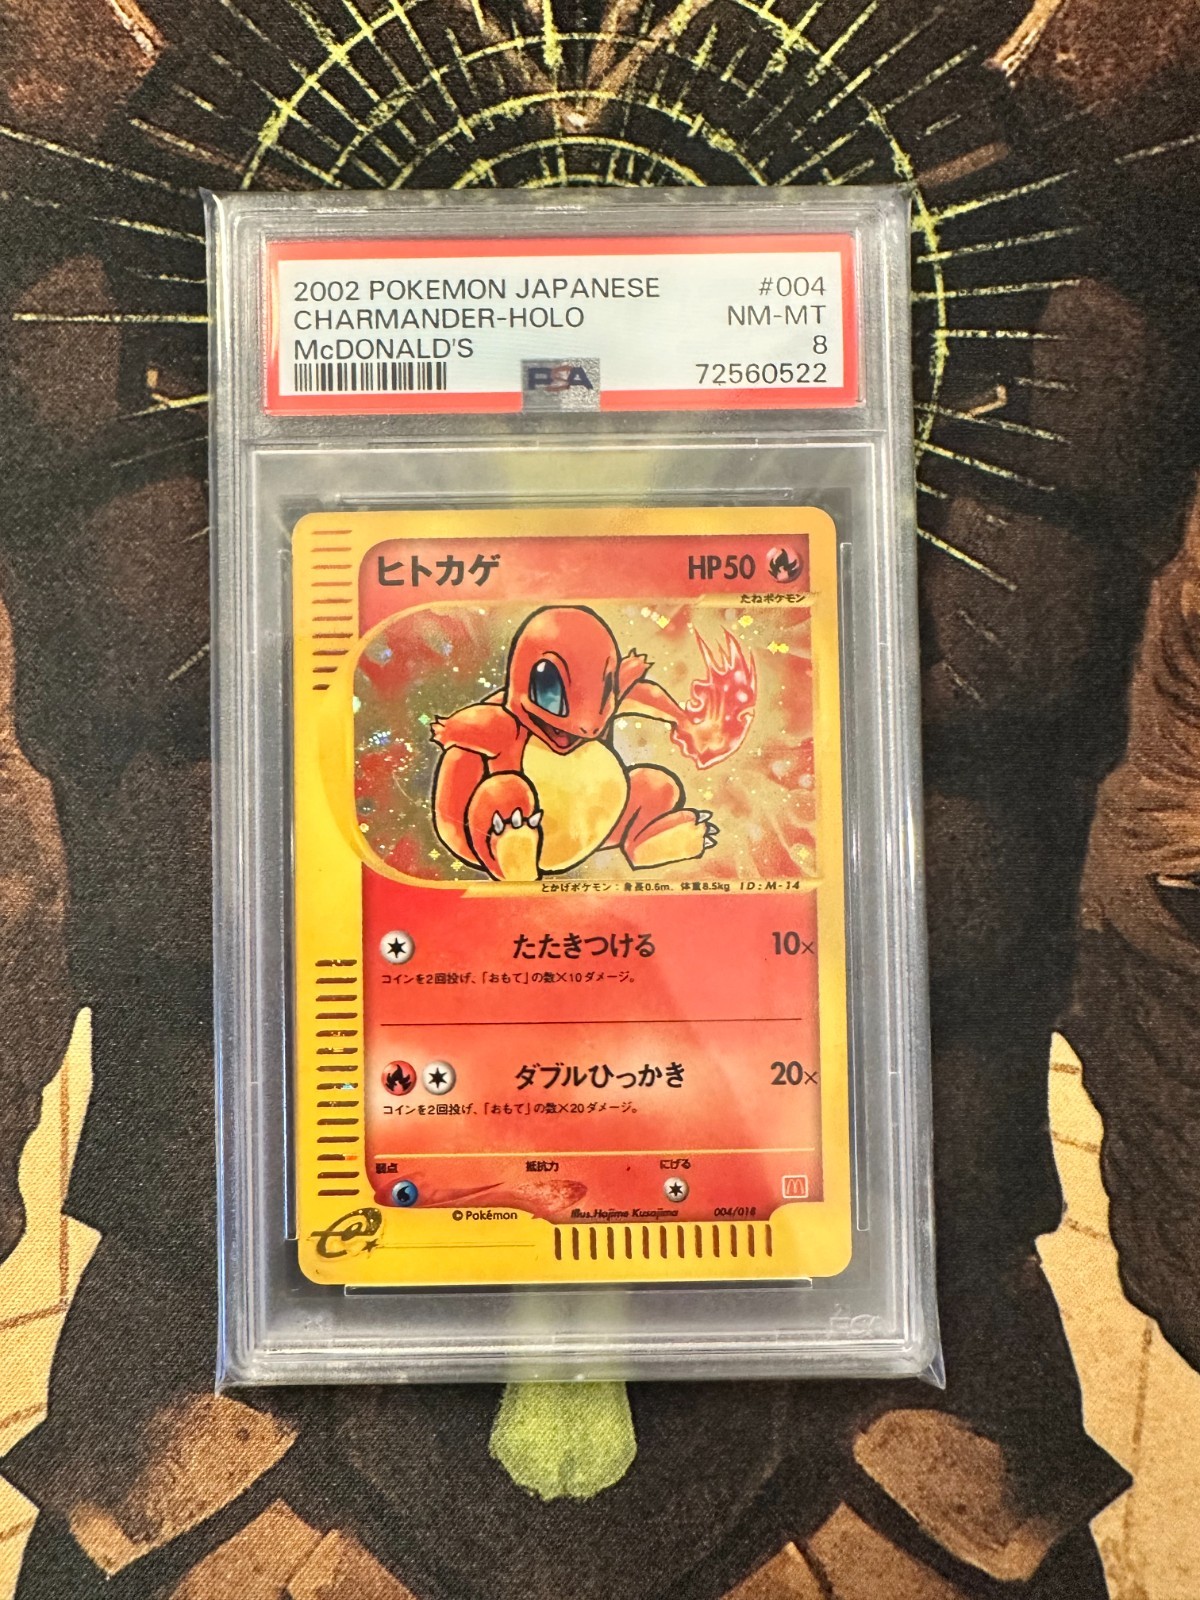 2002 POKEMON JAPANESE #004
CHARMANDER-HOLO NM-MT
McDONALD'S 8
PSA 72560522
ヒトカゲ HP50
たねポケモン
とかげポケモン：身長0.6m、体重8.5kg ID:M-14
たたきつける 10×
コインを2回投げ、「おもて」の数×10ダメージ。
ダブルひっかき 20×
コインを2回投げ、「おもて」の数×20ダメージ。
弱点 抵抗力 にげる
©Pokémon Illus.Hajime Kusajima 004/018
e